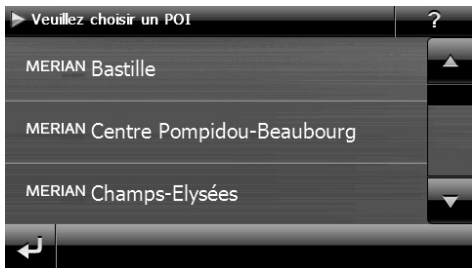 Veuillez choisir un POI ?
MERIAN Bastille
MERIAN Centre Pompidou-Beaubourg
MERIAN Champs-Elysées